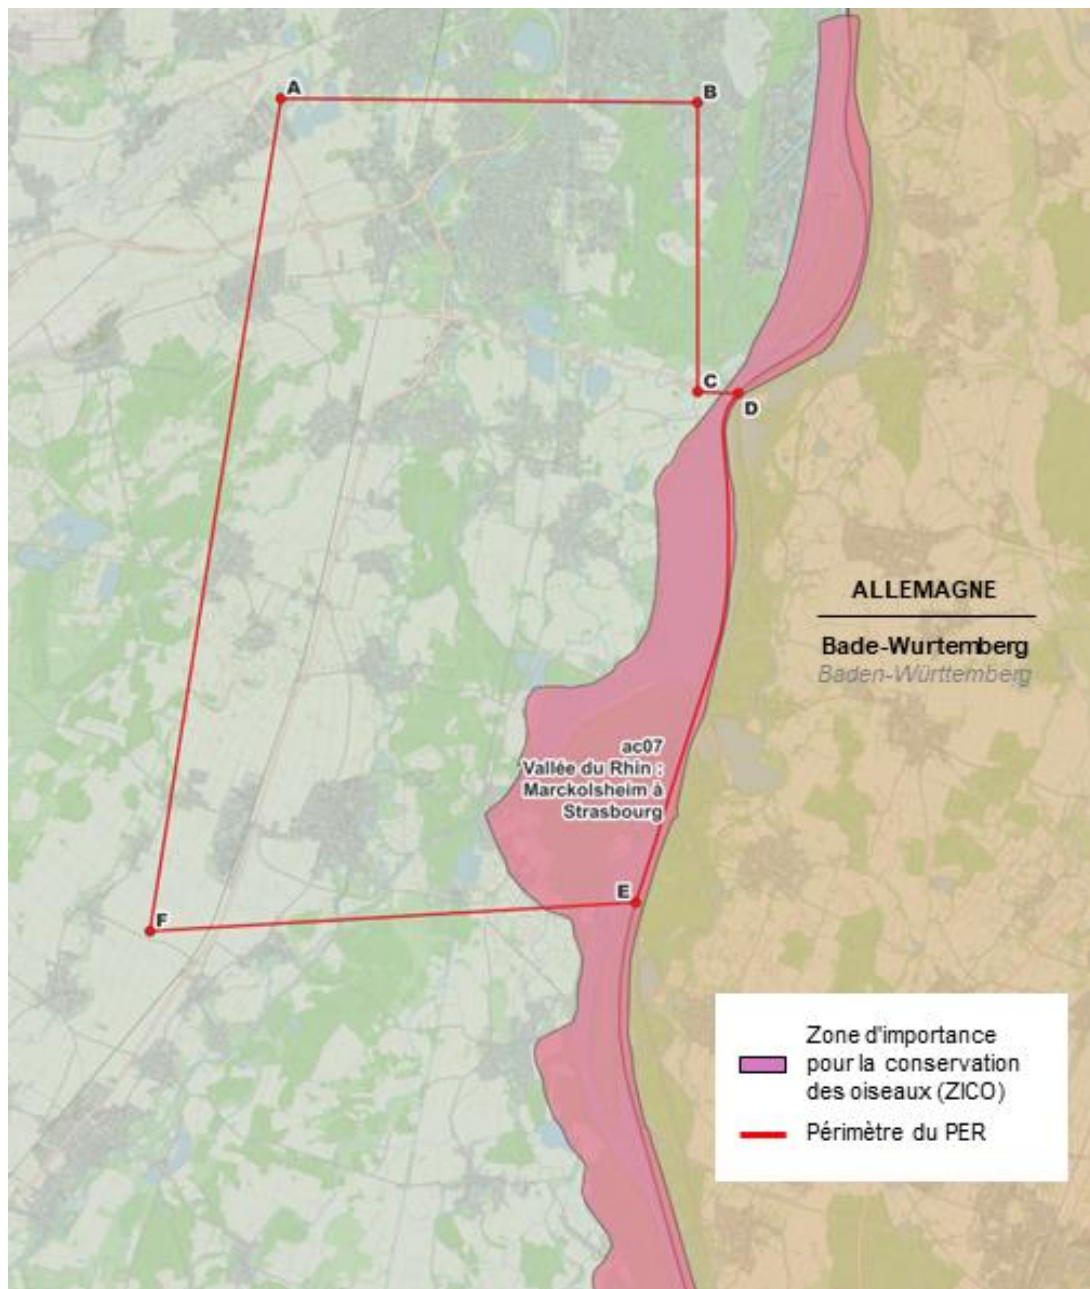 A
B
C
D
ALLEMAGNE
Bade-Wurtemberg
Baden-Württemberg
ac07
Vallée du Rhin :
Marckolsheim à
Strasbourg
E
F
Zone d'importance
pour la conservation
des oiseaux (ZICO)
Périmètre du PER